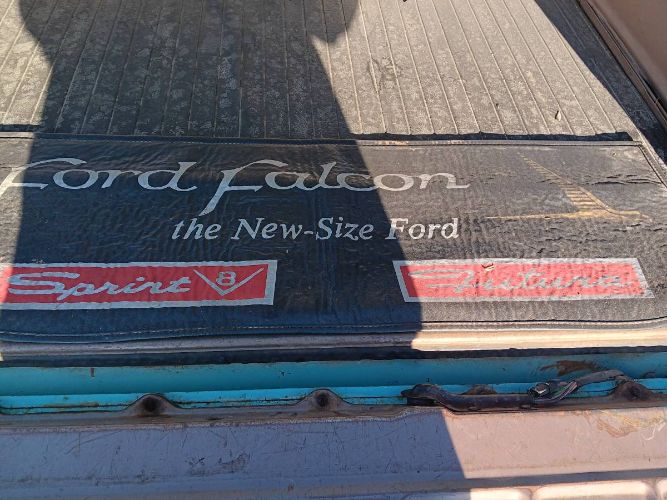 Ford Falcon
the New-Size Ford
Sprint V8
Futura